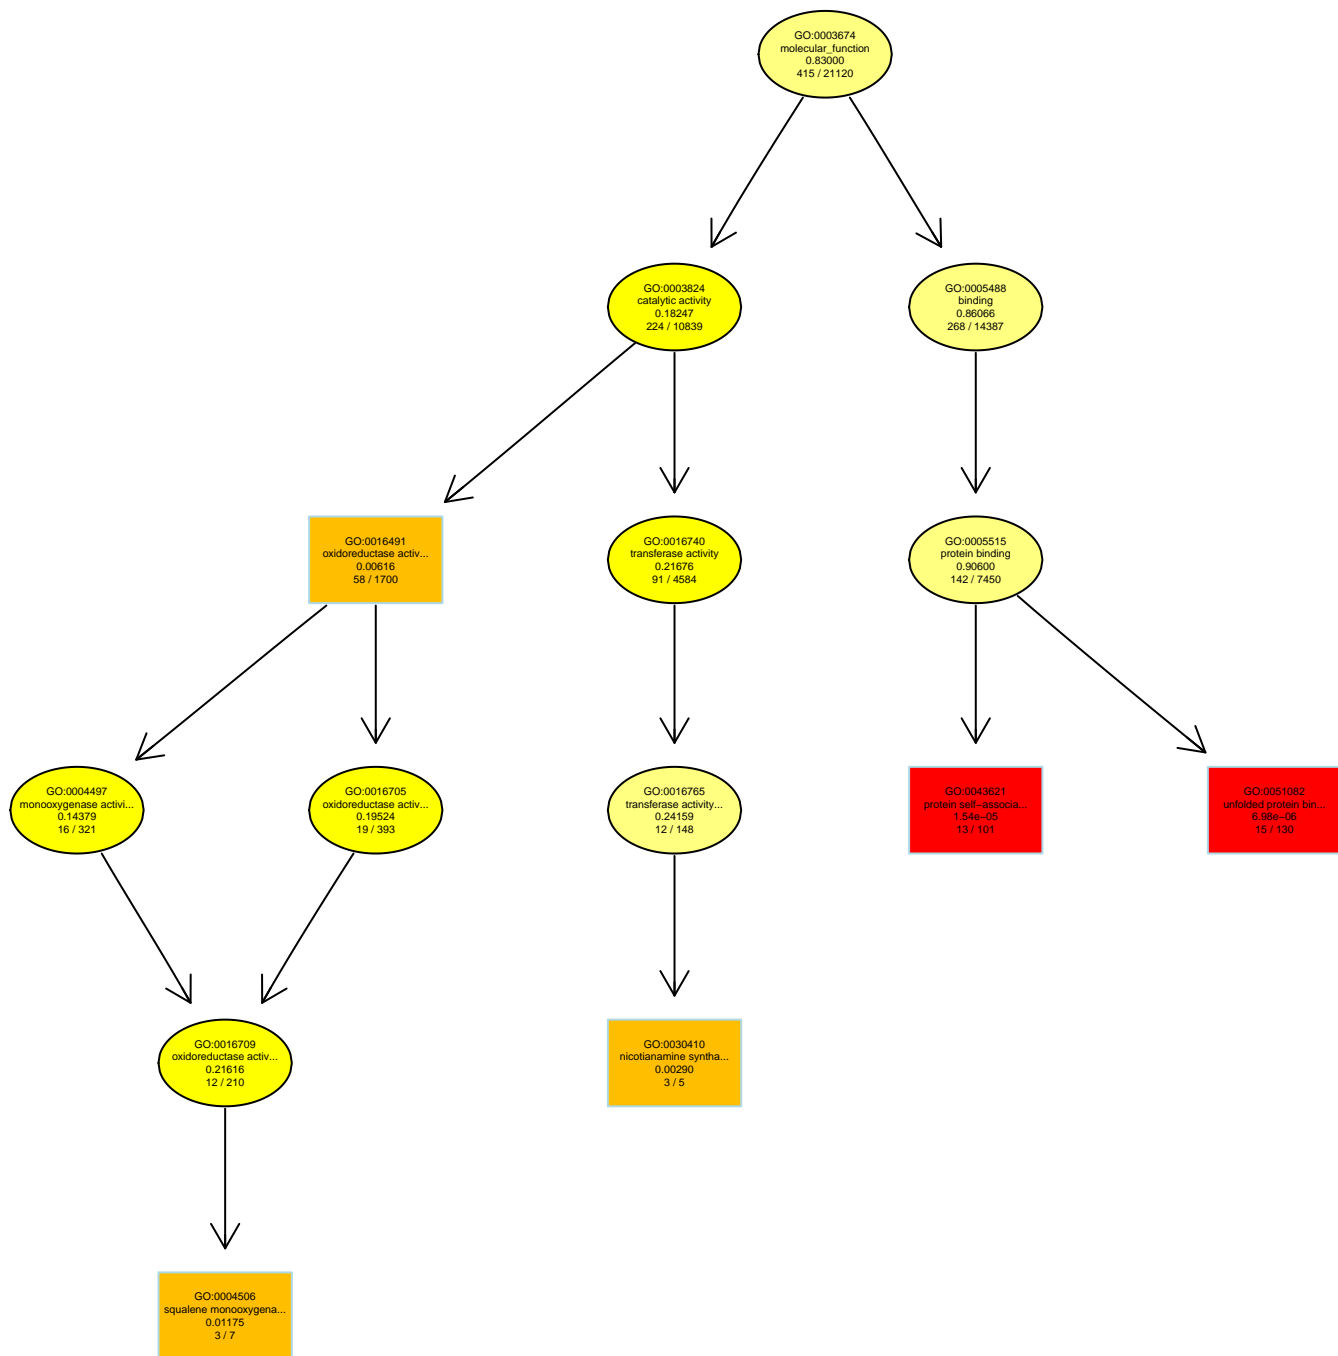 GO:0003674
molecular_function
0.83000
415 / 21120
GO:0003824
catalytic activity
0.18247
224 / 10839
GO:0005488
binding
0.86066
268 / 14387
GO:0016491
oxidoreductase activ...
0.00616
58 / 1700
GO:0016740
transferase activity
0.21676
91 / 4584
GO:0005515
protein binding
0.90600
142 / 7450
GO:0004497
monooxygenase activi...
0.14379
16 / 321
GO:0016705
oxidoreductase activ...
0.19524
19 / 393
GO:0016765
transferase activity...
0.24159
12 / 148
GO:0043621
protein self−associa...
1.54e−05
13 / 101
GO:0051082
unfolded protein bin...
6.98e−06
15 / 130
GO:0016709
oxidoreductase activ...
0.21616
12 / 210
GO:0030410
nicotianamine syntha...
0.00290
3 / 5
GO:0004506
squalene monooxygena...
0.01175
3 / 7